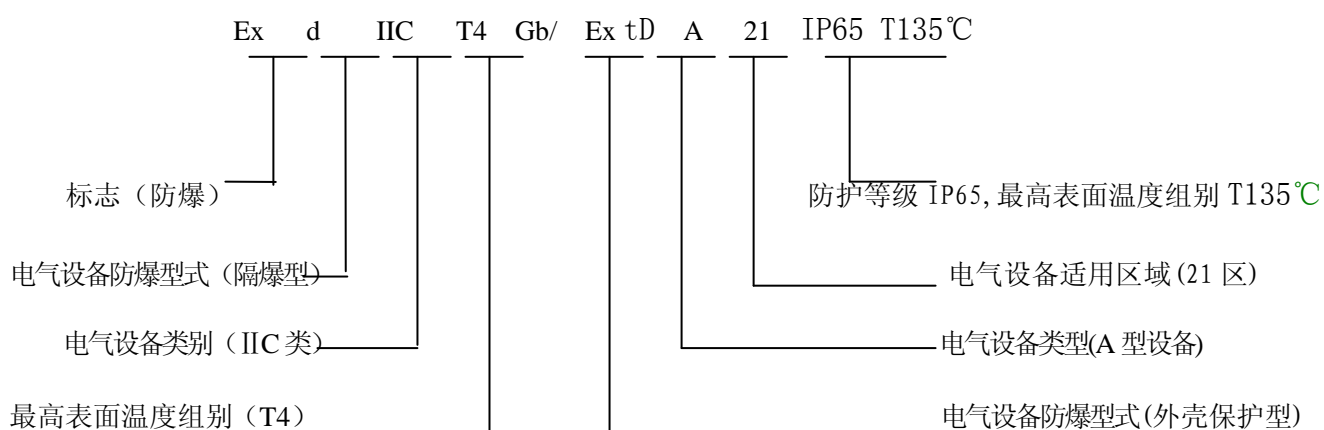 Ex d IIC T4 Gb/ Ex tD A 21 IP65 T135℃
标志（防爆）
防护等级 IP65,最高表面温度组别 T135℃
电气设备防爆型式（隔爆型）
电气设备适用区域(21 区)
电气设备类别（ⅡC 类）
电气设备类型(A 型设备)
最高表面温度组别（T4）
电气设备防爆型式(外壳保护型)